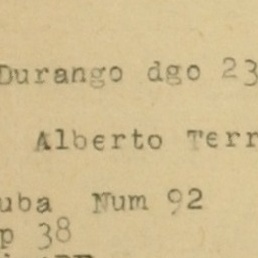 Durango dgo 23
Alberto Terr
uba Num 92
p 38